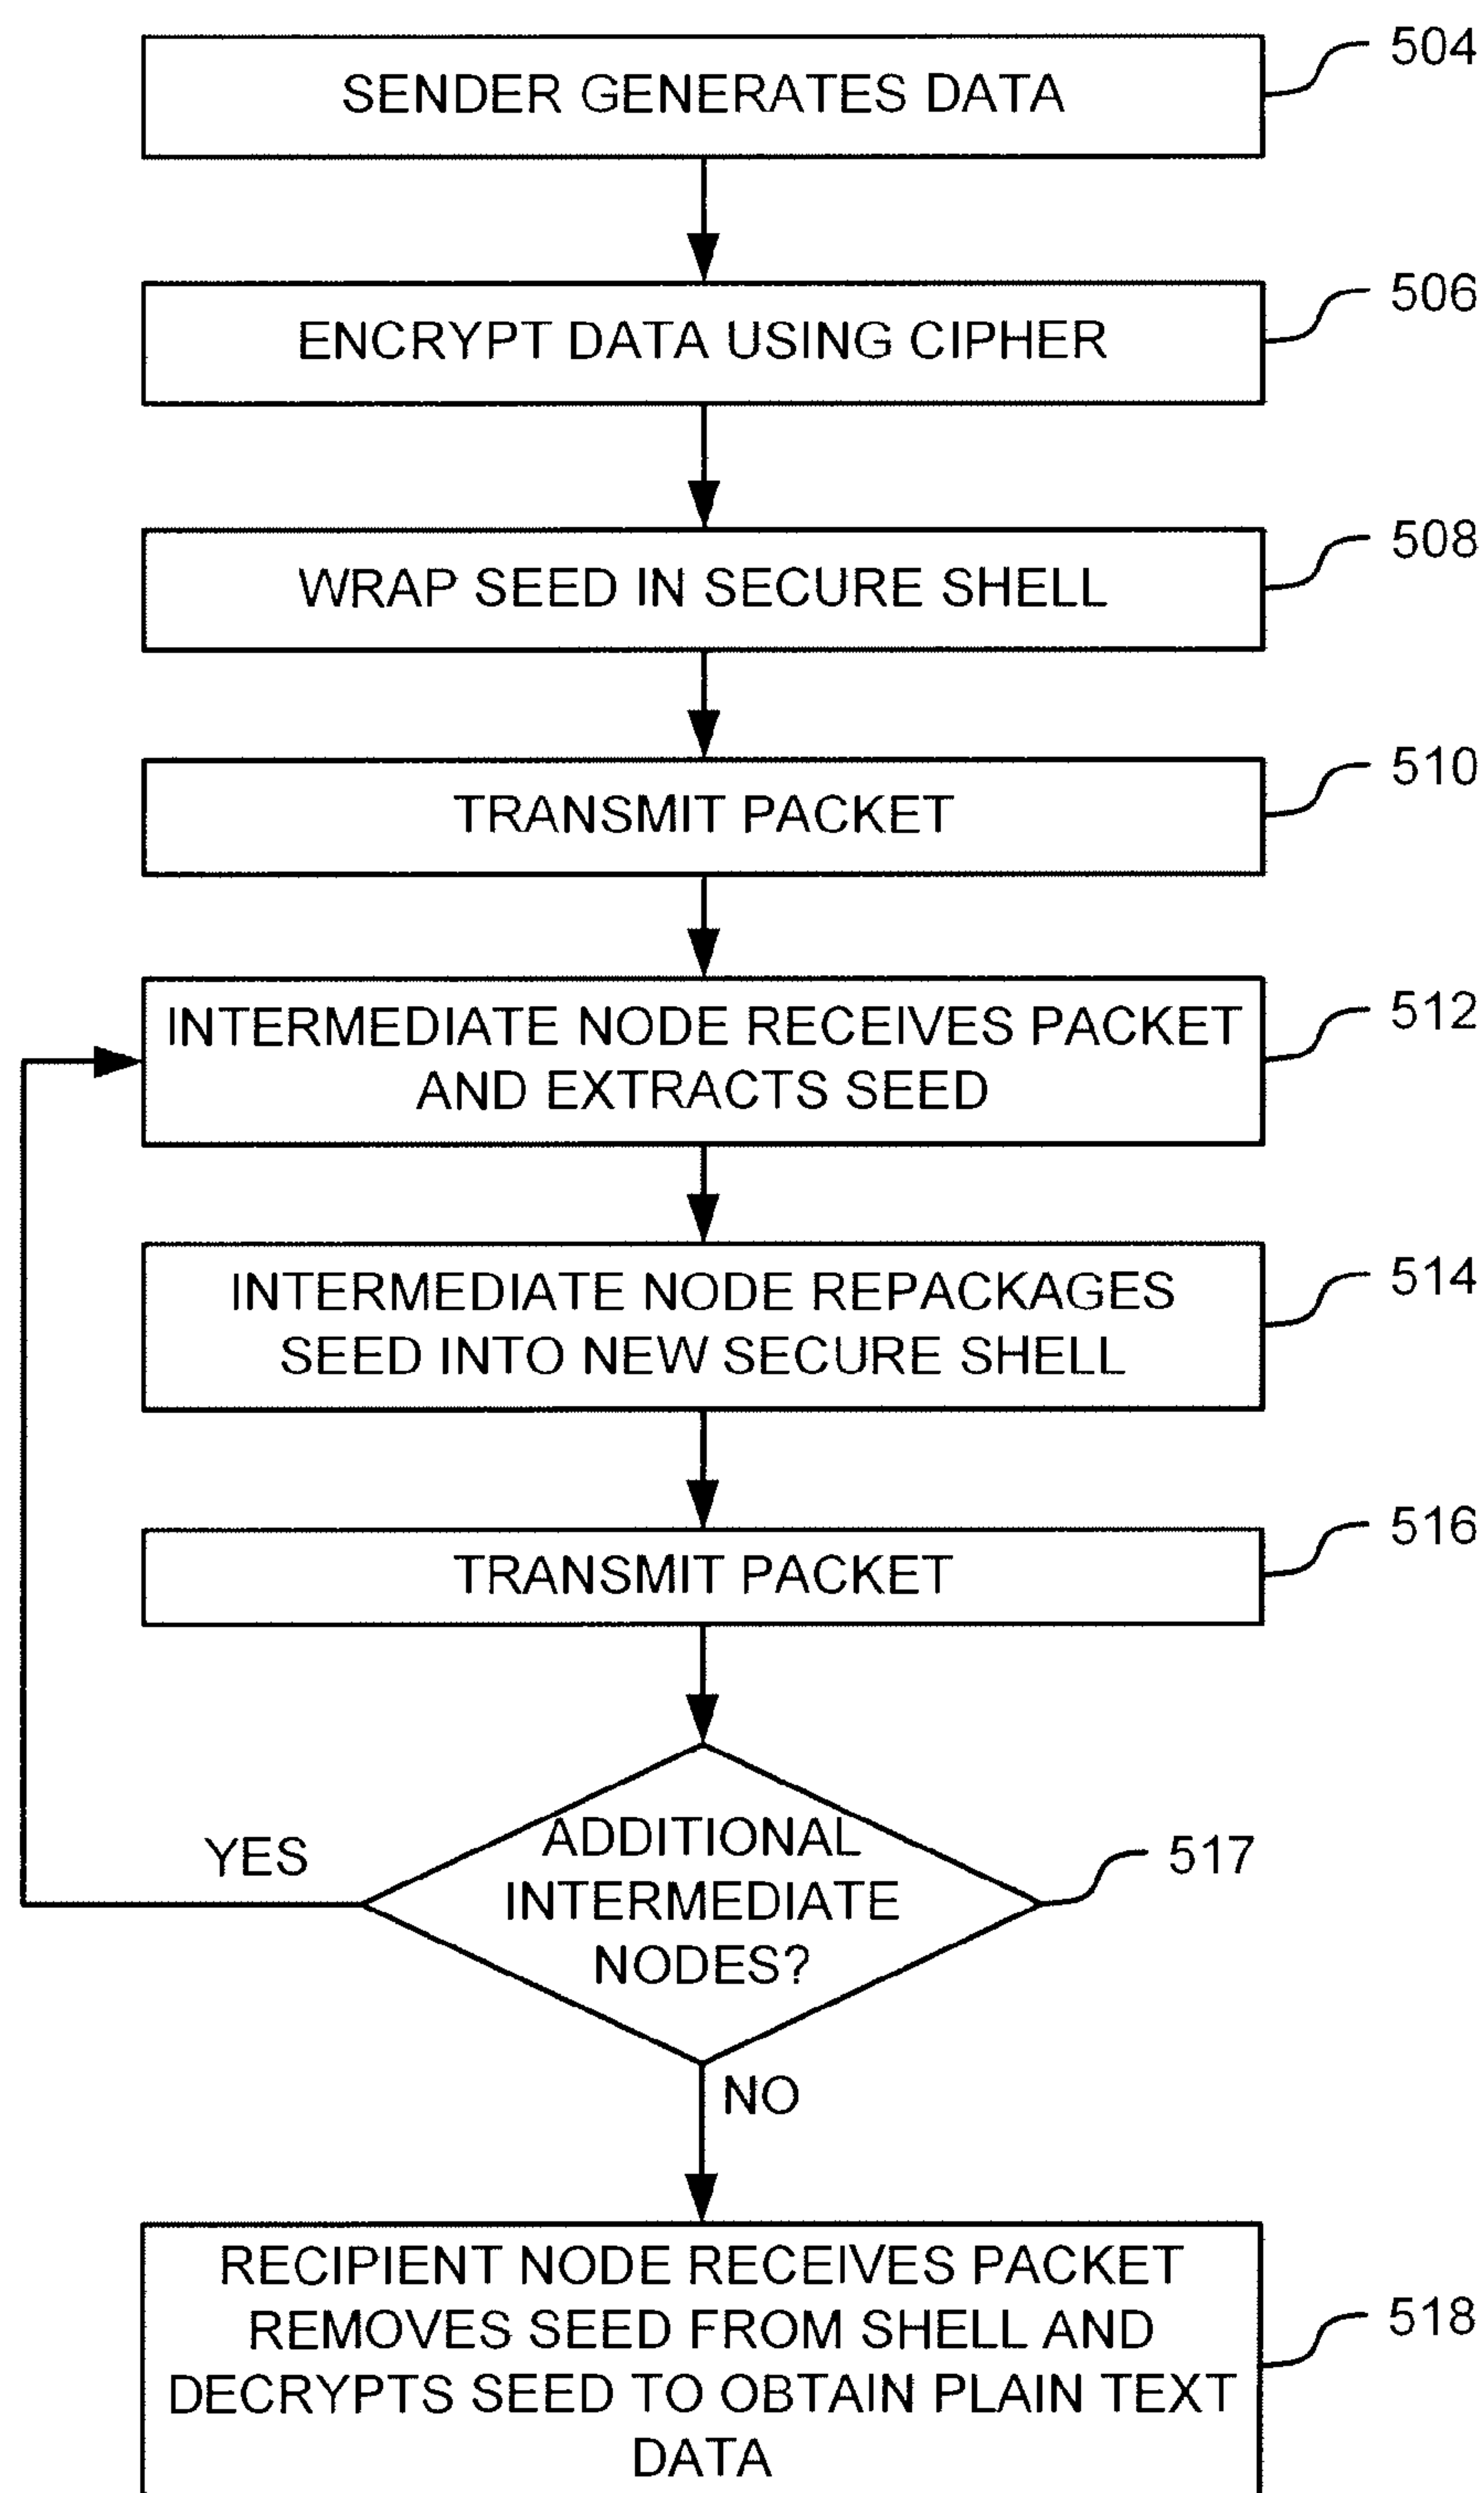 SENDER GENERATES DATA
504
ENCRYPT DATA USING CIPHER
506
WRAP SEED IN SECURE SHELL
508
TRANSMIT PACKET
510
INTERMEDIATE NODE RECEIVES PACKET
AND EXTRACTS SEED
512
INTERMEDIATE NODE REPACKAGES
SEED INTO NEW SECURE SHELL
514
TRANSMIT PACKET
516
ADDITIONAL
INTERMEDIATE
NODES?
517
YES
NO
RECIPIENT NODE RECEIVES PACKET
REMOVES SEED FROM SHELL AND
DECRYPTS SEED TO OBTAIN PLAIN TEXT
DATA
518